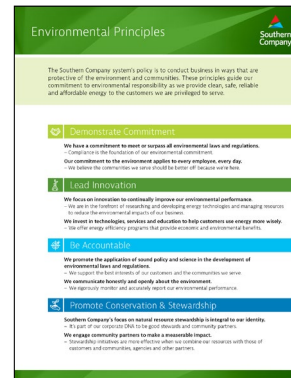 Environmental Principles
Southern
Company
The Southern Company system's policy is to conduct business in ways that are
protective of the environment and communities. These principles guide our
commitment to environmental responsibility as we provide clean, safe, reliable
and affordable energy to the customers we are privileged to serve.
Demonstrate Commitment
We have a commitment to meet or surpass all environmental laws and regulations.
– Compliance is the foundation of our environmental commitment.
Our commitment to the environment applies to every employee, every day.
– We believe the communities we serve should be better off because we're here.
Lead Innovation
We focus on innovation to continually improve our environmental performance.
– We are in the forefront of researching and developing energy technologies and managing resources
to reduce the environmental impacts of our business.
We invest in technologies, services and education to help customers use energy more wisely.
– We offer energy efficiency programs that provide economic and environmental benefits.
Be Accountable
We promote the application of sound policy and science in the development of
environmental laws and regulations.
– We support the best interests of our customers and the communities we serve.
We communicate honestly and openly about the environment.
– We rigorously monitor and accurately report our environmental performance.
Promote Conservation & Stewardship
Southern Company's focus on natural resource stewardship is integral to our identity.
– It's part of our corporate DNA to be good stewards and community partners.
We engage community partners to make a measurable impact.
– Stewardship initiatives are more effective when we combine our resources with those of
customers and communities, agencies and other partners.